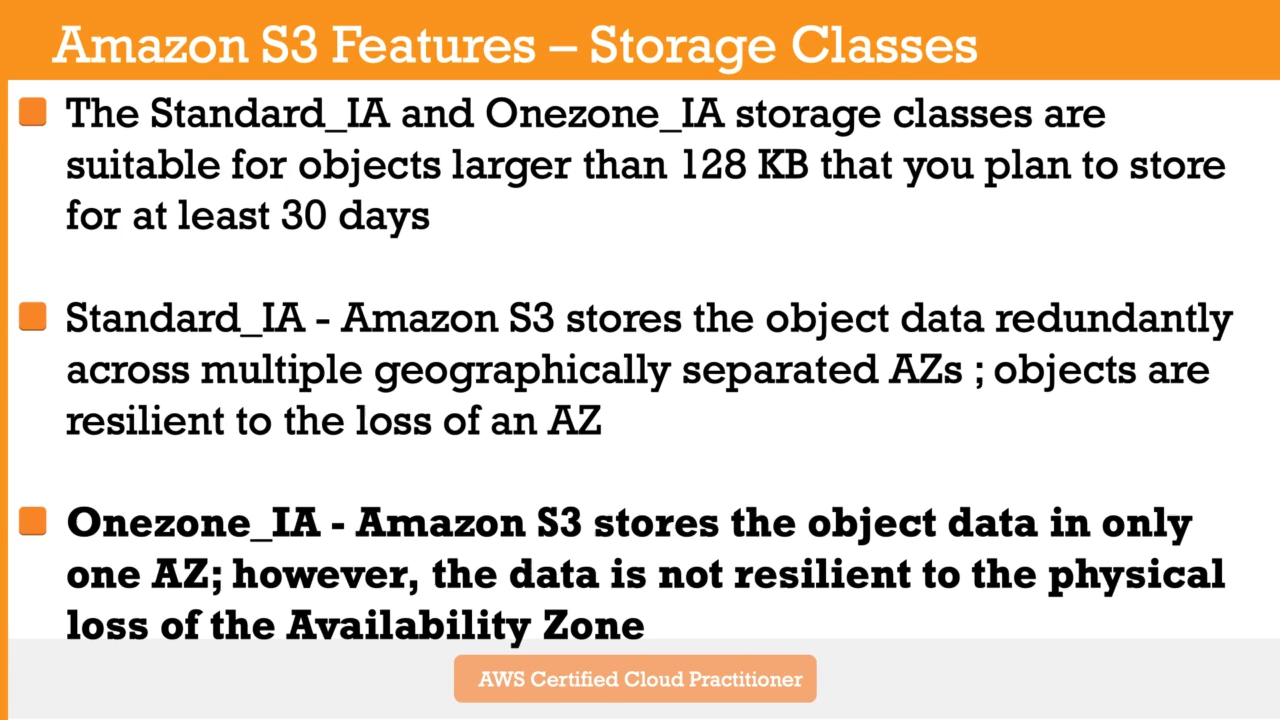 Amazon S3 Features – Storage Classes
The Standard_IA and Onezone_IA storage classes are
suitable for objects larger than 128 KB that you plan to store
for at least 30 days
Standard_IA - Amazon S3 stores the object data redundantly
across multiple geographically separated AZs ; objects are
resilient to the loss of an AZ
Onezone_IA - Amazon S3 stores the object data in only
one AZ; however, the data is not resilient to the physical
loss of the Availability Zone
AWS Certified Cloud Practitioner